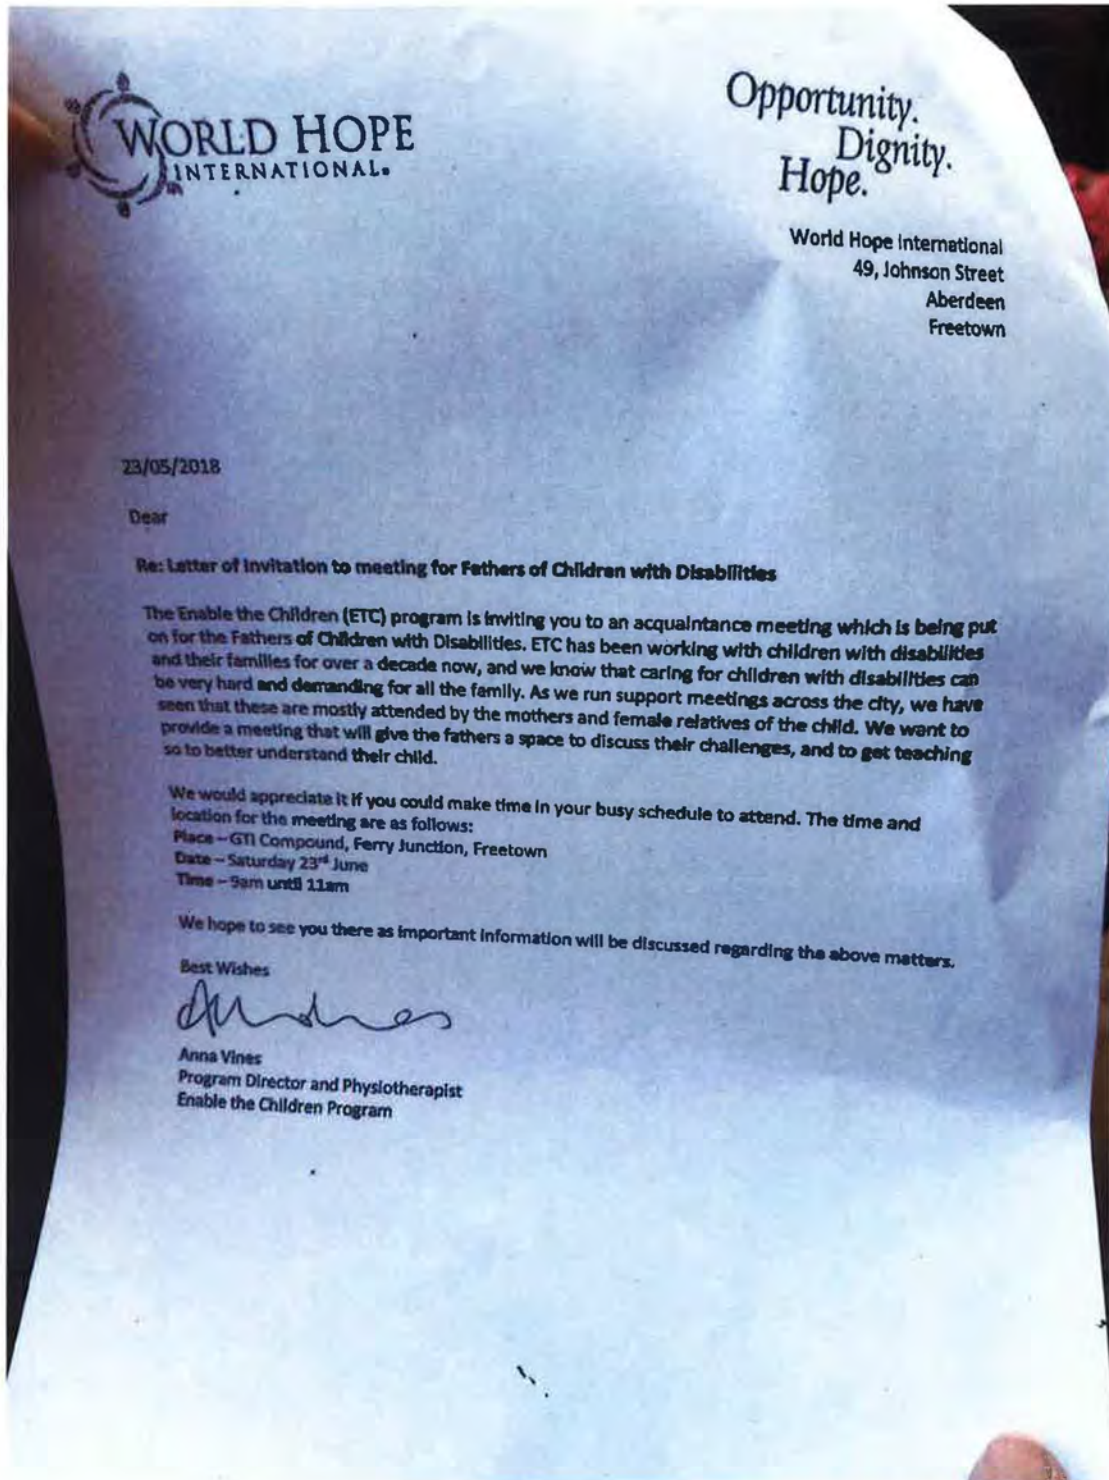 WORLD HOPE
INTERNATIONAL®
Opportunity.
Dignity.
Hope.
World Hope International
49, Johnson Street
Aberdeen
Freetown
23/05/2018
Dear
Re: Letter of Invitation to meeting for Fathers of Children with Disabilities
The Enable the Children (ETC) program is inviting you to an acquaintance meeting which is being put
on for the Fathers of Children with Disabilities. ETC has been working with children with disabilities
and their families for over a decade now, and we know that caring for children with disabilities can
be very hard and demanding for all the family. As we run support meetings across the city, we have
seen that these are mostly attended by the mothers and female relatives of the child. We want to
provide a meeting that will give the fathers a space to discuss their challenges, and to get teaching
so to better understand their child.
We would appreciate it if you could make time in your busy schedule to attend. The time and
location for the meeting are as follows:
Place – GTI Compound, Ferry Junction, Freetown
Date – Saturday 23rd June
Time – 9am until 11am
We hope to see you there as important information will be discussed regarding the above matters.
Best Wishes
Anna Vines
Program Director and Physiotherapist
Enable the Children Program